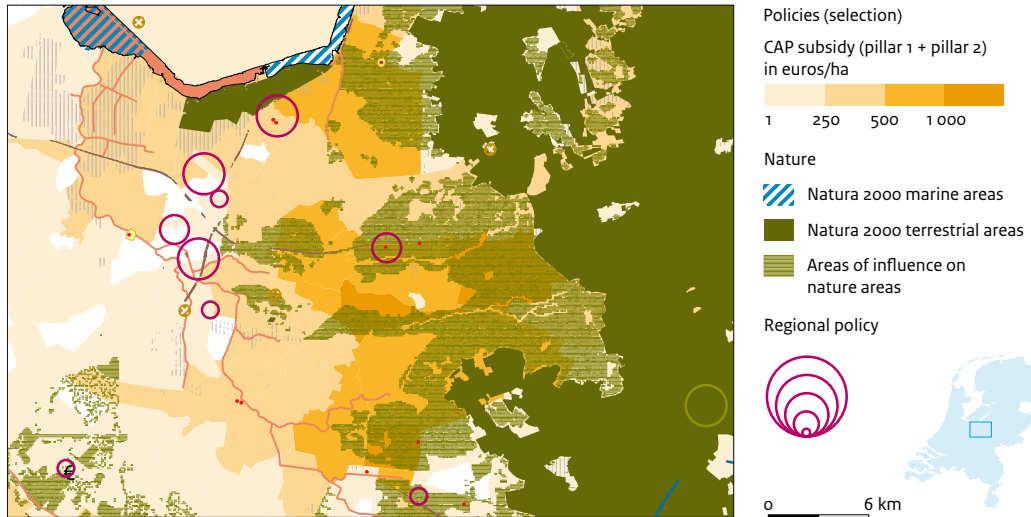 Policies (selection)
CAP subsidy (pillar 1 + pillar 2)
in euros/ha
1 250 500 1 000
Nature
Natura 2000 marine areas
Natura 2000 terrestrial areas
Areas of influence on
nature areas
Regional policy
€
0 6 km